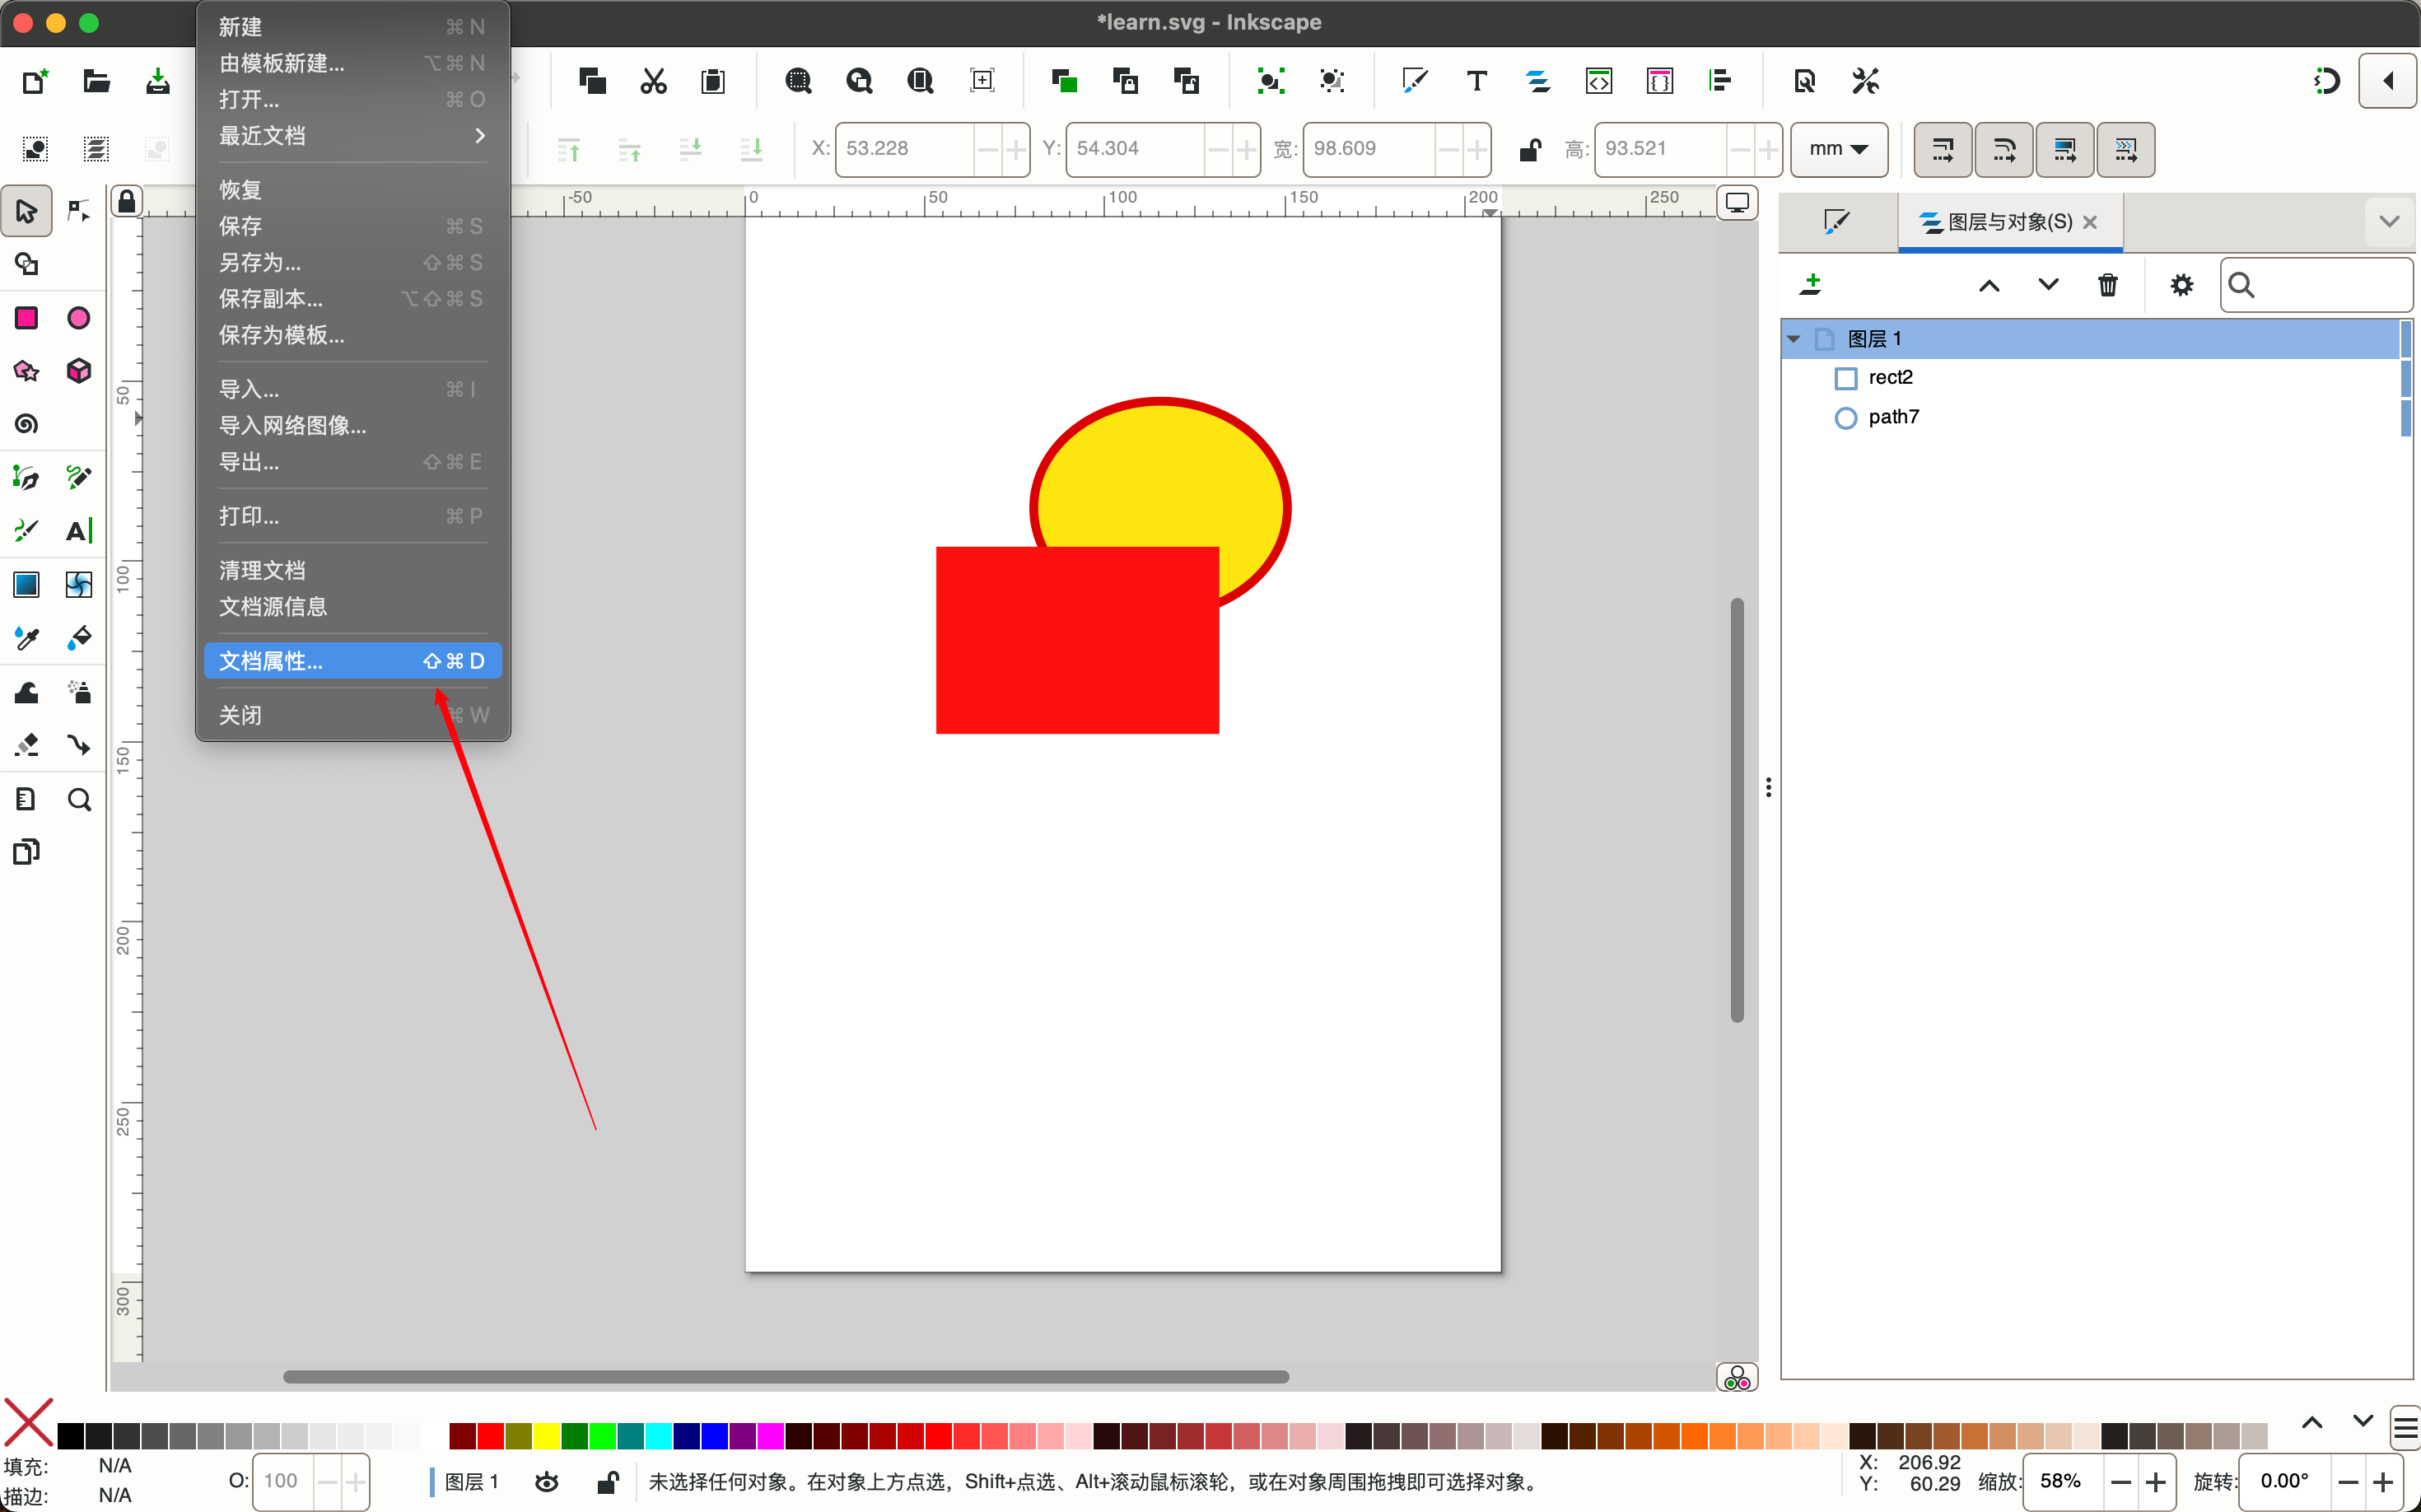 *learn.svg - Inkscape
新建 ⌘ N
由模板新建... ⌥⌘ N
打开... ⌘ O
最近文档
恢复
保存 ⌘ S
另存为... ⇧⌘ S
保存副本... ⌥⇧⌘ S
保存为模板...
导入... ⌘ I
导入网络图像...
导出... ⇧⌘ E
打印... ⌘ P
清理文档
文档源信息
文档属性... ⇧⌘ D
关闭 ⌘ W
X: 53.228 Y: 54.304 宽: 98.609 高: 93.521 mm
-50 0 50 100 150 200 250
50
100
150
200
250
300
图层与对象(S)
图层 1
rect2
path7
填充: N/A
描边: N/A
O: 100
图层 1
未选择任何对象。在对象上方点选，Shift+点选、Alt+滚动鼠标滚轮，或在对象周围拖拽即可选择对象。
X: 206.92
Y: 60.29
缩放: 58%
旋转: 0.00°